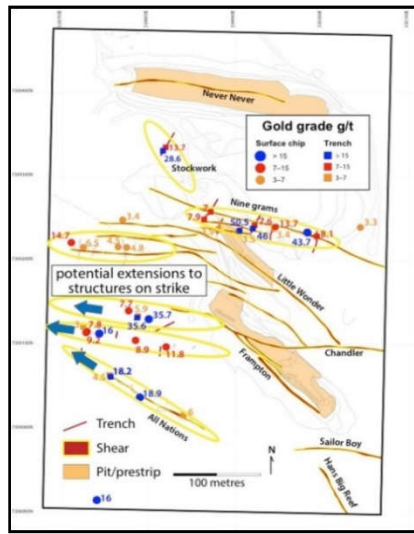 Never Never
Gold grade g/t
Surface chip
Trench
> 15
> 15
7–15
7–15
3–7
3–7
13.7
28.6
Stockwork
Nine grams
7.9
50.5
46
13.7
3.4
43.7
8.1
3.3
3.4
14.7
6.5
4.8
Little Wonder
potential extensions to
structures on strike
7.7
5.9
35.7
35.6
7.8
16
9.2
8.9
11.8
Chandler
Frampton
18.2
18.9
All Nations
Trench
Shear
Pit/prestrip
N
100 metres
Sailor Boy
Hans Big Reef
16